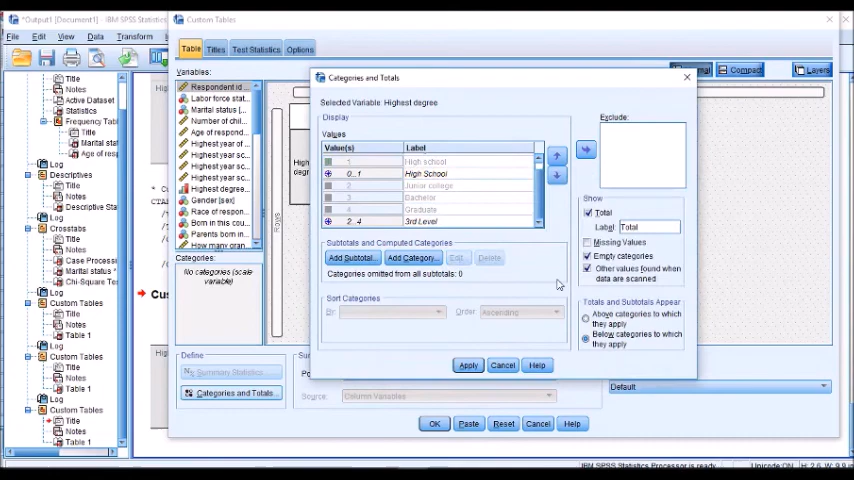 *Output1 [Document1] - IBM SPSS Statistics
Custom Tables
File
Edit
View
Data
Transform
Table
Titles
Test Statistics
Options
Variables:
Respondent id ...
Labor force stat...
Marital status [...
Number of chil...
Age of respond...
Highest year of...
Highest year sc...
Highest year sc...
Highest year sc...
Highest degree...
Gender [sex]
Race of respon...
Born in this cou...
Parents born in...
How many gran...
Categories:
No categories (scale
variable)
Compact
Layers
Title
Notes
Active Dataset
Statistics
Frequency Table
Title
Marital stat
Age of resp
Log
Descriptives
Title
Notes
Descriptive Sta
Log
Crosstabs
Title
Notes
Case Processi
Marital status *
Chi-Square Tes
Log
Custom Tables
Title
Notes
Table 1
Log
Custom Tables
Title
Notes
Table 1
Log
Custom Tables
Title
Notes
Table 1
Categories and Totals
Selected Variable Highest degree
Display
Values
Value(s)
Label
1 High school
0...1 High School
2 Junior college
3 Bachelor
4 Graduate
2...4 3rd Level
Subtotals and Computed Categories
Add Subtotal...
Add Category...
Edit...
Delete
Categories omitted from all subtotals: 0
Sort Categories
By:
Order
Ascending
Exclude:
Show
Total
Label: Total
Missing Values
Empty categories
Other values found when
data are scanned
Totals and Subtotals Appear
Above categories to which
they apply
Below categories to which
they apply
Apply
Cancel
Help
Define
Summary Statistics...
Categories and Totals...
Source:
Column Variables
Default
OK
Paste
Reset
Cancel
Help
IBM SPSS Statistics Processor is ready
Unicode:ON